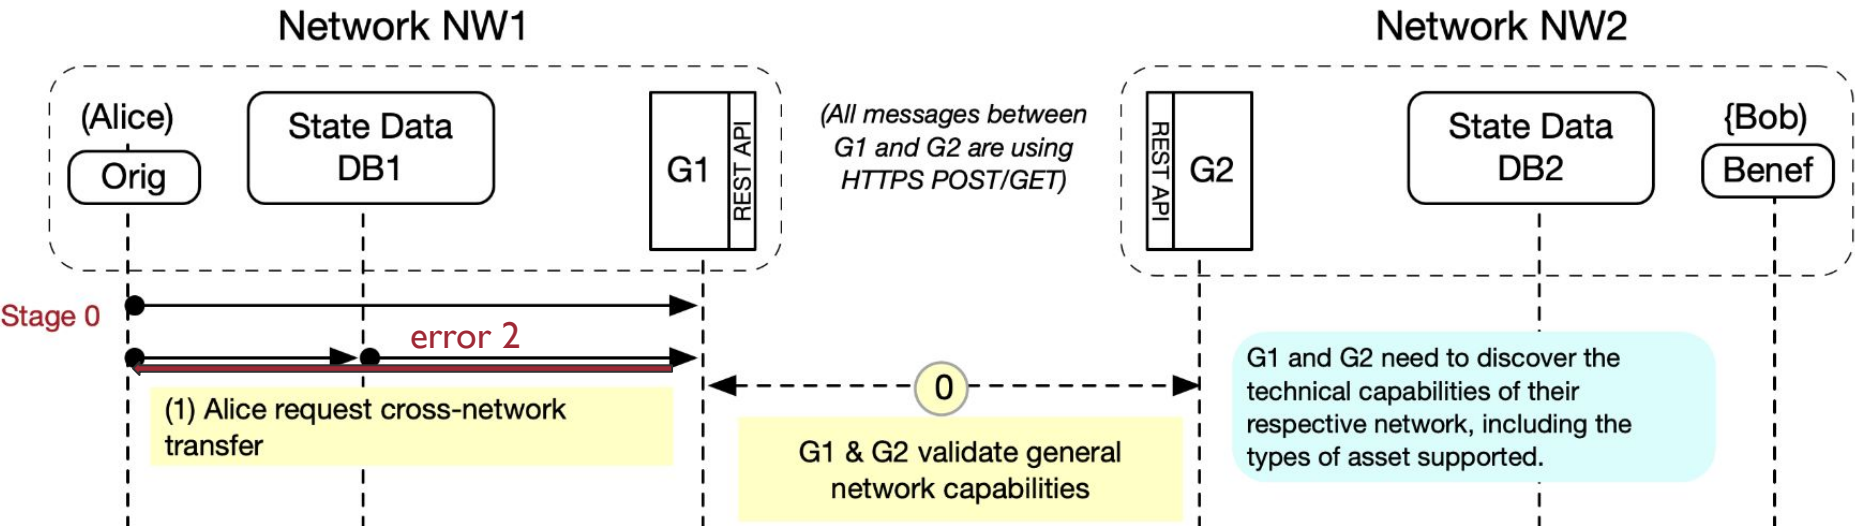 Network NW1
Network NW2
(Alice)
Orig
State Data
DB1
G1
REST API
(All messages between
G1 and G2 are using
HTTPS POST/GET)
REST API
G2
State Data
DB2
{Bob)
Benef
Stage 0
error 2
(1) Alice request cross-network
transfer
0
G1 & G2 validate general
network capabilities
G1 and G2 need to discover the
technical capabilities of their
respective network, including the
types of asset supported.